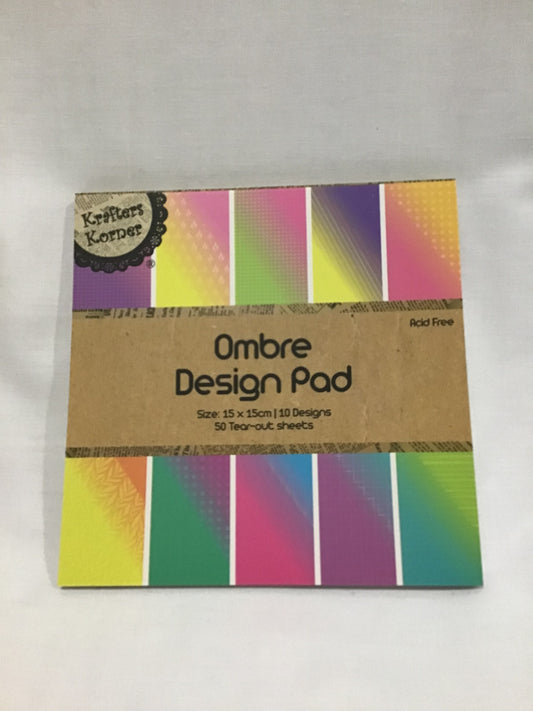 Krafters
Korner
®
Acid Free
Ombre
Design Pad
Size: 15 x 15cm | 10 Designs
50 Tear-out sheets